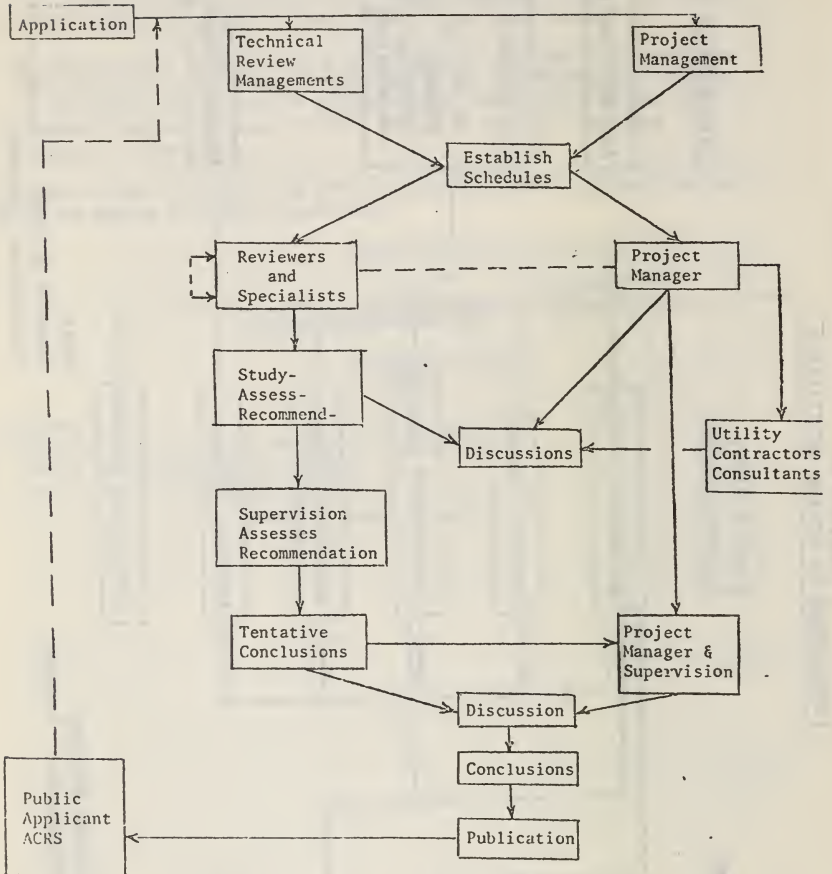 Application
Technical
Review
Managements
Project
Management
Establish
Schedules
Reviewers
and
Specialists
Project
Manager
Study-
Assess-
Recommend-
Discussions
Utility
Contractors
Consultants
Supervision
Assesses
Recommendation
Tentative
Conclusions
Project
Manager &
Supervision
Discussion
Conclusions
Public
Applicant
ACRS
Publication